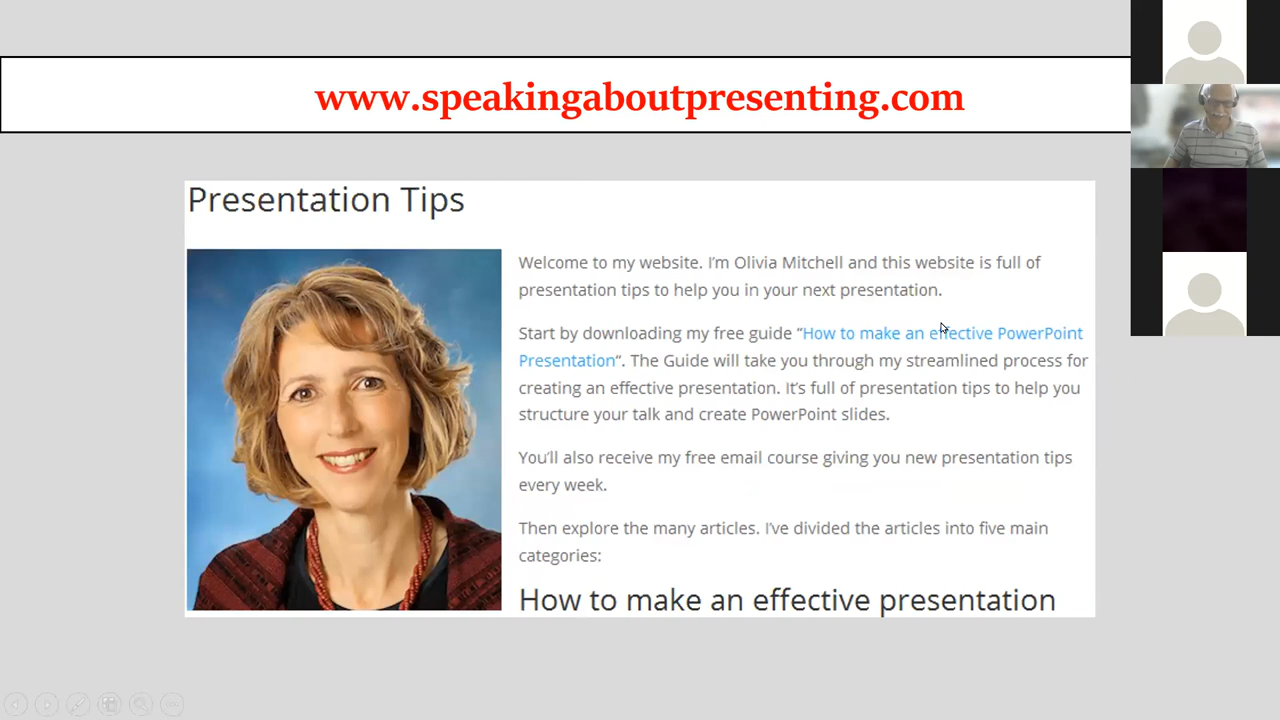 www.speakingaboutpresenting.com
Presentation Tips
Welcome to my website. I'm Olivia Mitchell and this website is full of
presentation tips to help you in your next presentation.
Start by downloading my free guide “How to make an effective PowerPoint
Presentation“. The Guide will take you through my streamlined process for
creating an effective presentation. It's full of presentation tips to help you
structure your talk and create PowerPoint slides.
You'll also receive my free email course giving you new presentation tips
every week.
Then explore the many articles. I've divided the articles into five main
categories:
How to make an effective presentation